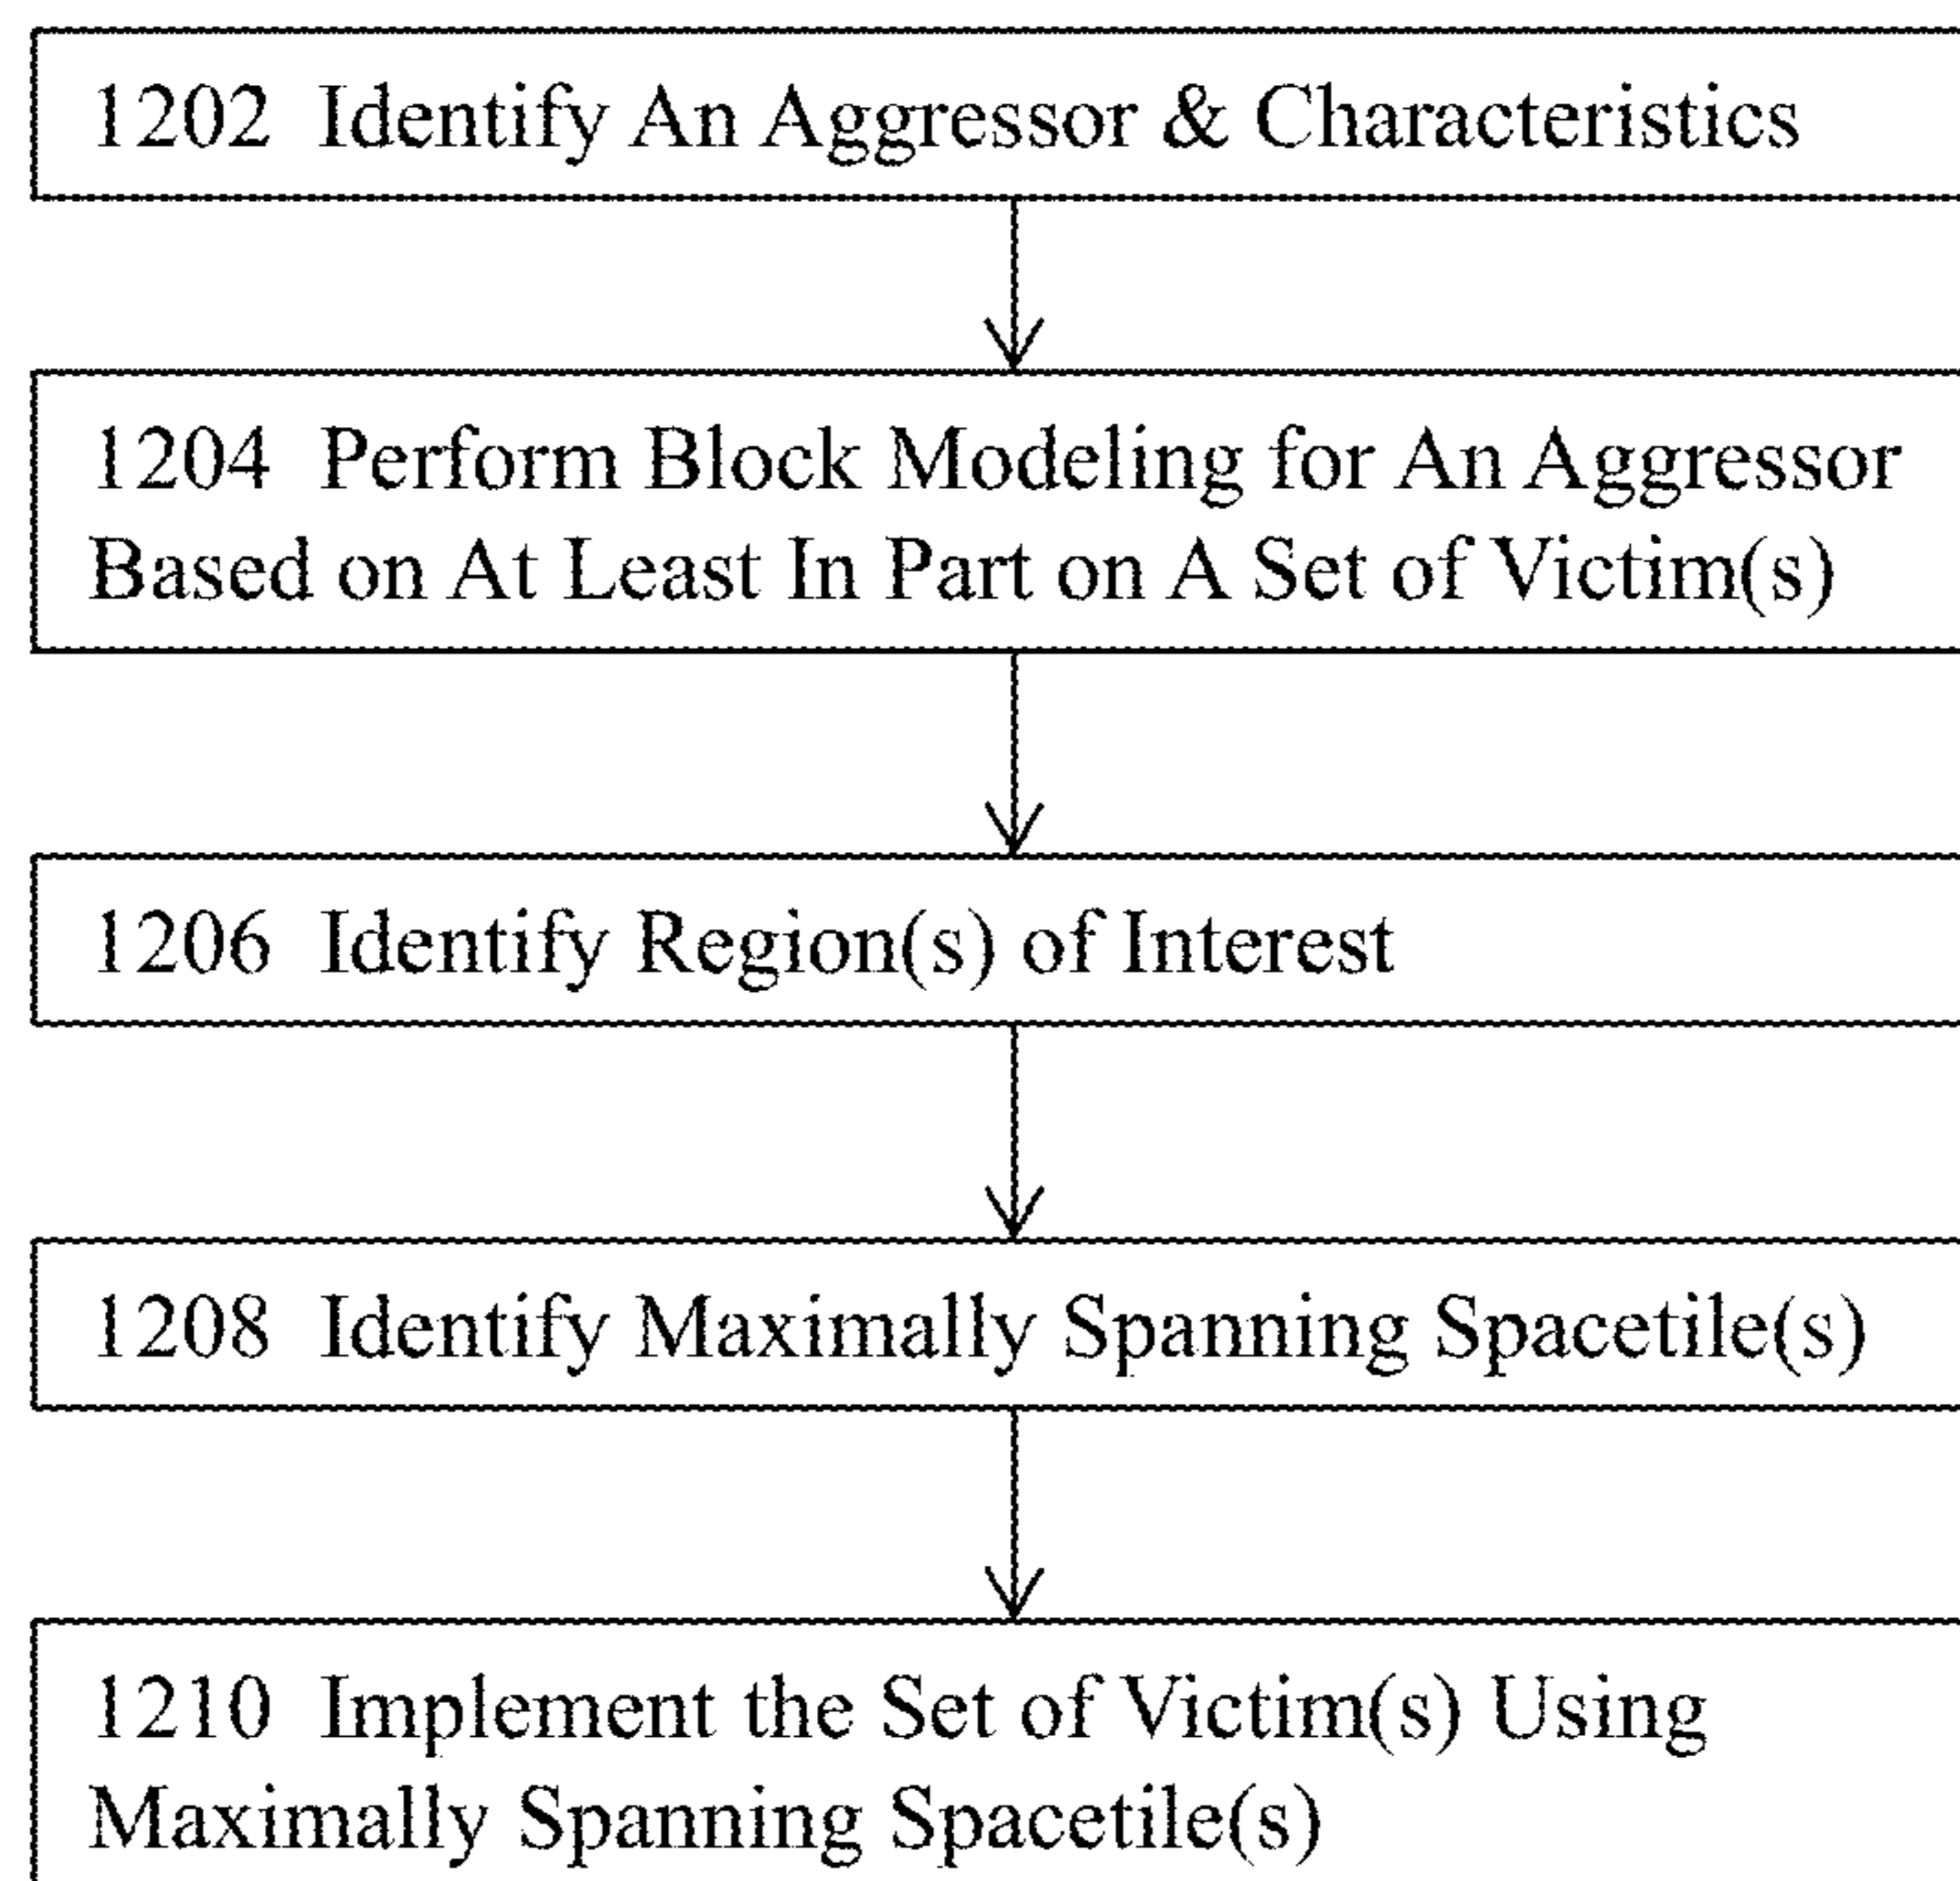 1202 Identify An Aggressor & Characteristics
1204 Perform Block Modeling for An Aggressor
Based on At Least In Part on A Set of Victim(s)
1206 Identify Region(s) of Interest
1208 Identify Maximally Spanning Spacetile(s)
1210 Implement the Set of Victim(s) Using
Maximally Spanning Spacetile(s)